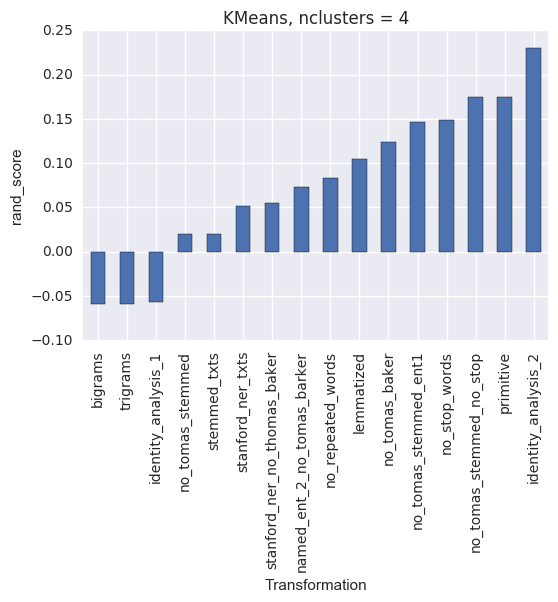 KMeans, nclusters = 4
0.25
0.20
0.15
0.10
0.05
0.00
−0.05
−0.10
rand_score
bigrams
trigrams
identity_analysis_1
no_tomas_stemmed
stemmed_txts
stanford_ner_txts
stanford_ner_no_thomas_baker
named_ent_2_no_tomas_barker
no_repeated_words
lemmatized
no_tomas_baker
no_tomas_stemmed_ent1
no_stop_words
no_tomas_stemmed_no_stop
primitive
identity_analysis_2
Transformation